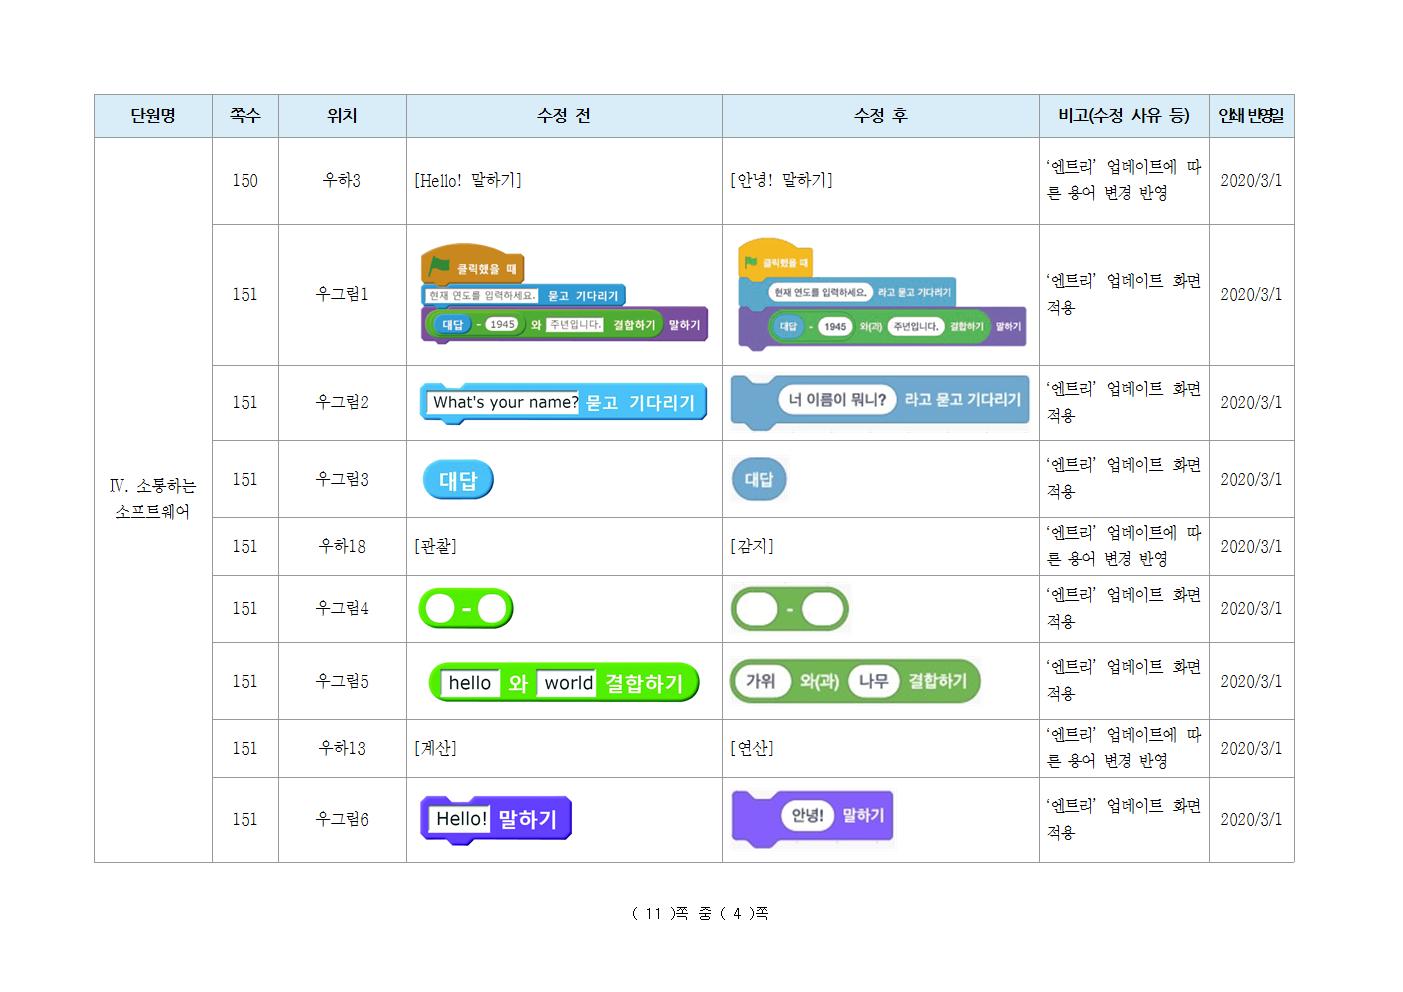 단원명 쪽수 위치 수정 전 수정 후 비고(수정 사유 등) 인쇄 반영일
Ⅳ. 소통하는
소프트웨어
150 우하3 [Hello! 말하기] [안녕! 말하기] ‘엔트리’ 업데이트에 따
른 용어 변경 반영 2020/3/1
151 우그림1
클릭했을 때
현재 연도를 입력하세요. 묻고 기다리기
대답 - 1945 와 주년입니다. 결합하기 말하기
클릭했을 때
현재 연도를 입력하세요. 라고 묻고 기다리기
대답 - 1945 와(과) 주년입니다. 결합하기 말하기
‘엔트리’ 업데이트 화면
적용 2020/3/1
151 우그림2 What's your name? 묻고 기다리기 너 이름이 뭐니? 라고 묻고 기다리기 ‘엔트리’ 업데이트 화면
적용 2020/3/1
151 우그림3 대답 대답 ‘엔트리’ 업데이트 화면
적용 2020/3/1
151 우하18 [관찰] [감지] ‘엔트리’ 업데이트에 따
른 용어 변경 반영 2020/3/1
151 우그림4 - - ‘엔트리’ 업데이트 화면
적용 2020/3/1
151 우그림5 hello 와 world 결합하기 가위 와(과) 나무 결합하기 ‘엔트리’ 업데이트 화면
적용 2020/3/1
151 우하13 [계산] [연산] ‘엔트리’ 업데이트에 따
른 용어 변경 반영 2020/3/1
151 우그림6 Hello! 말하기 안녕! 말하기 ‘엔트리’ 업데이트 화면
적용 2020/3/1
( 11 )쪽 중 ( 4 )쪽